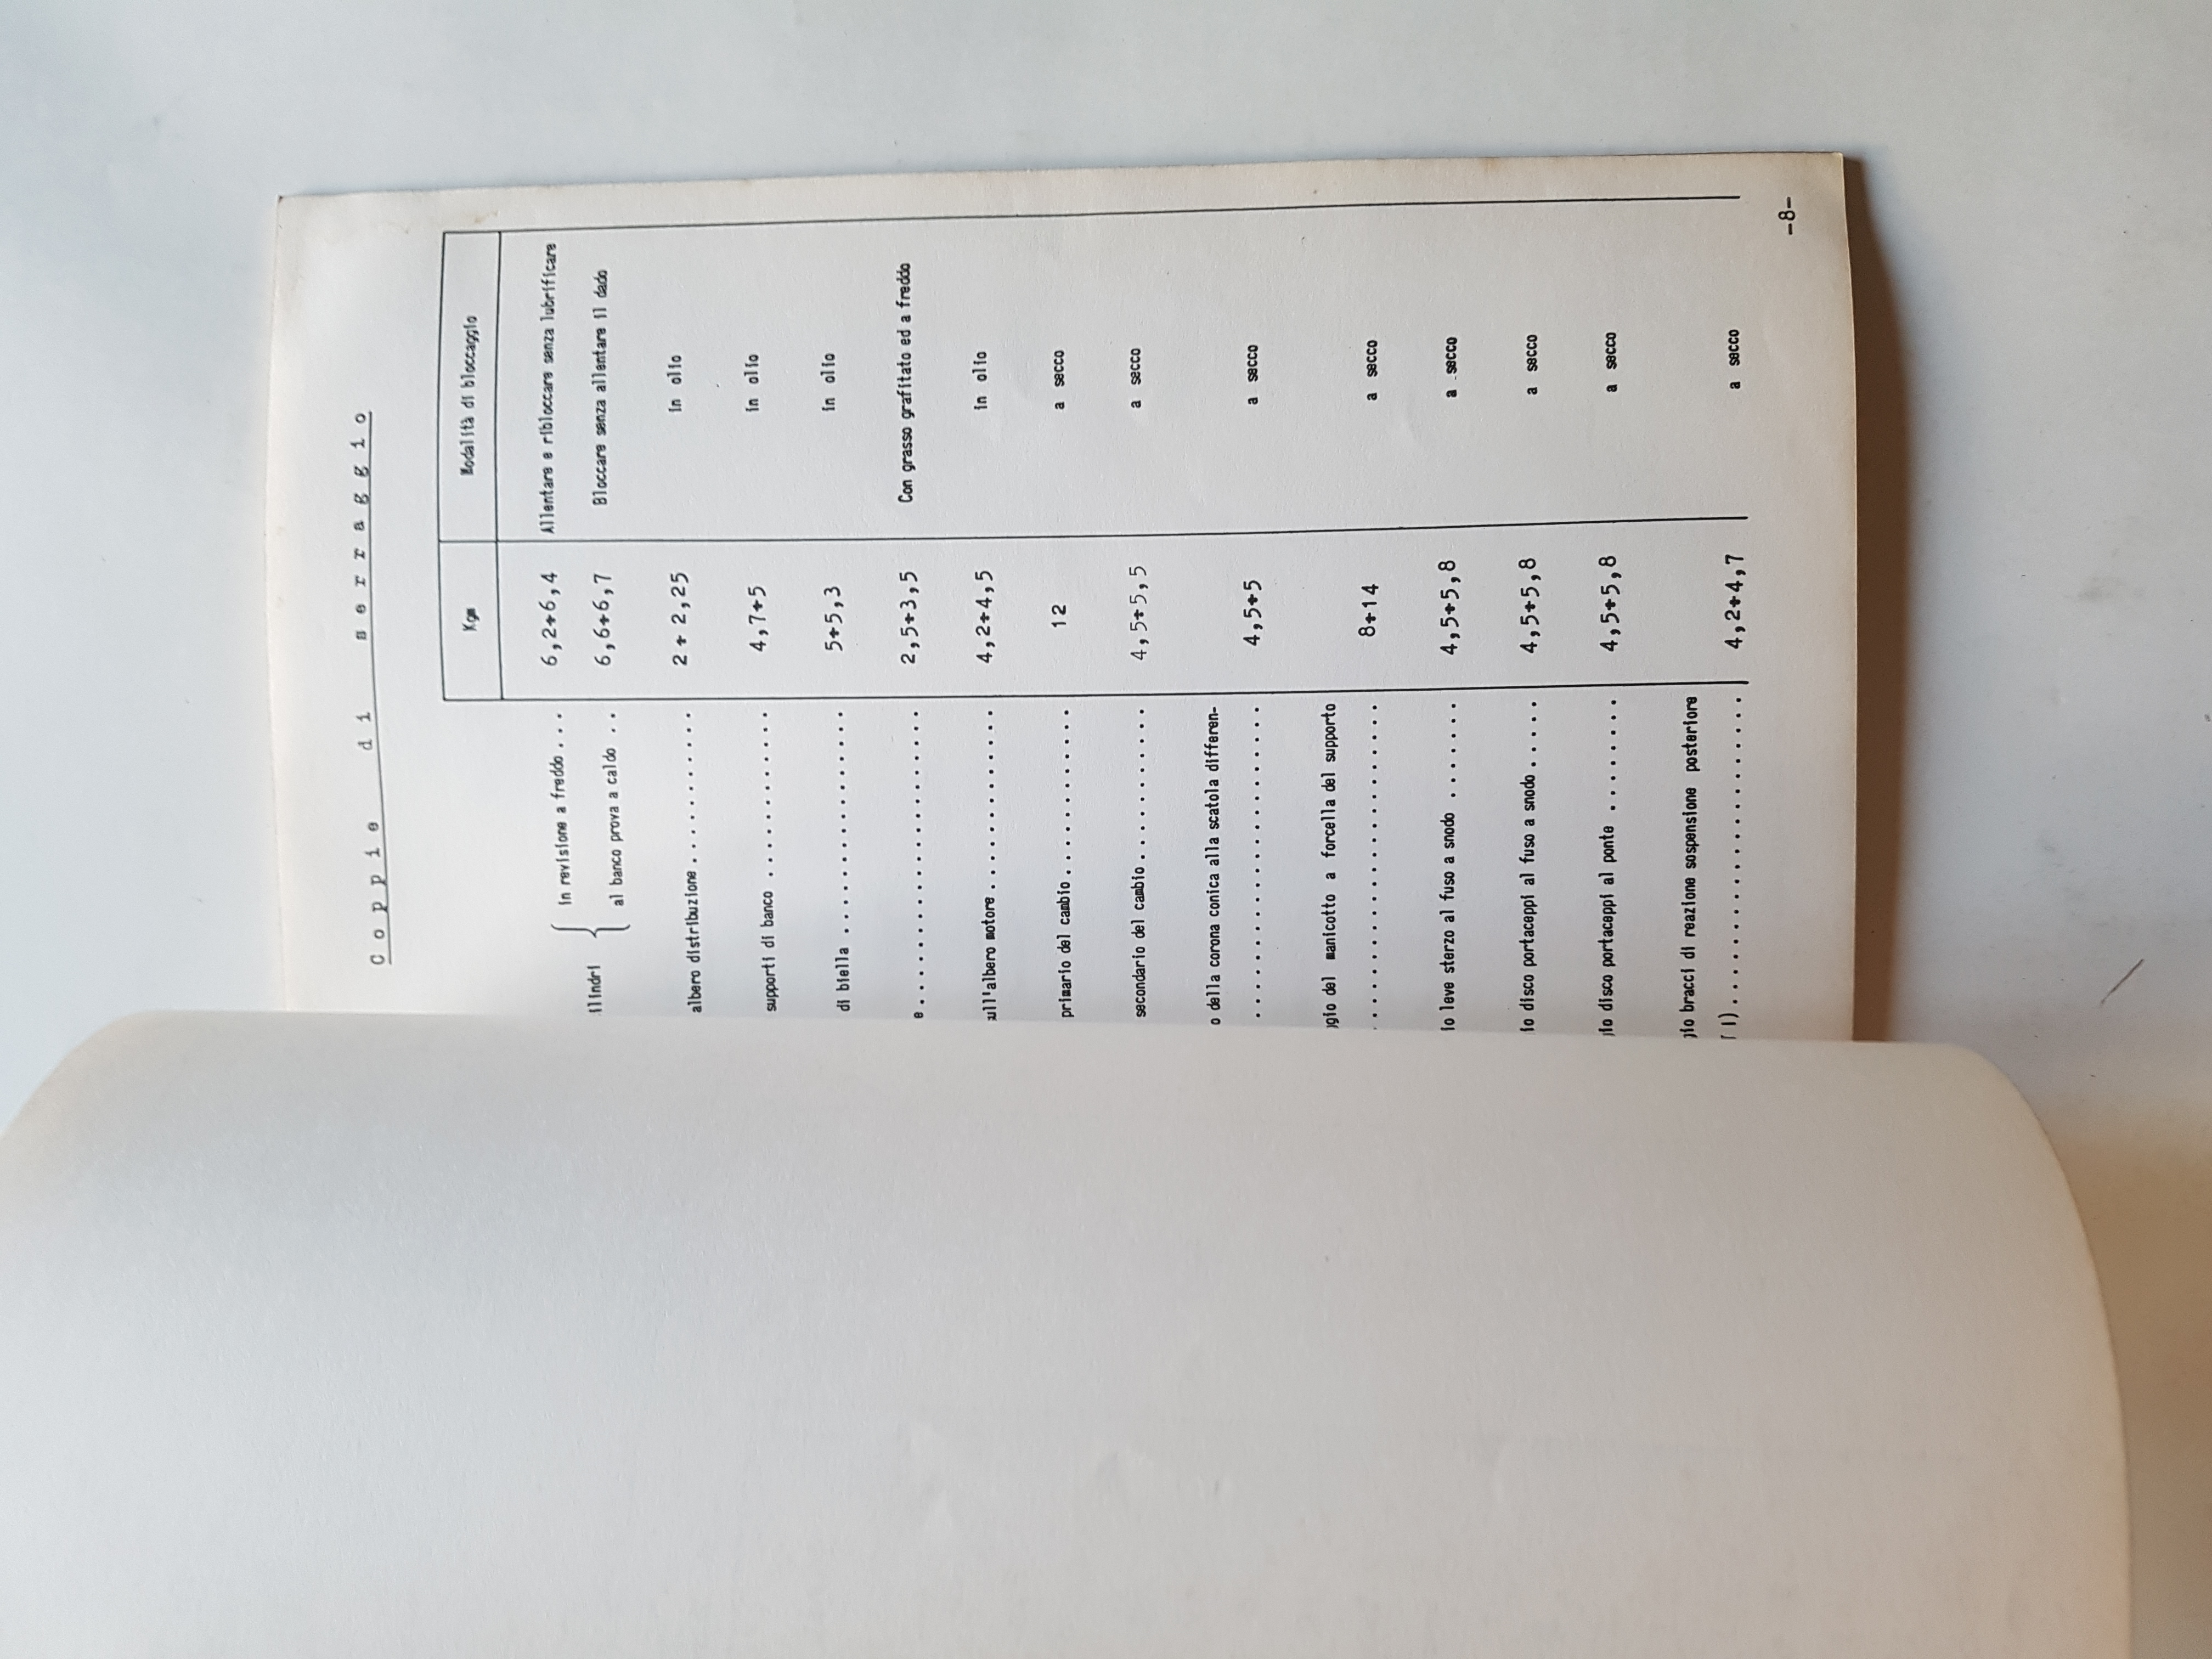 Coppie di serraggio
Kgm Modalità di bloccaggio
in revisione a freddo ... 6,2÷6,4 Allentare e ribloccare senza lubrificare
al banco prova a caldo .. 6,6÷6,7 Bloccare senza allentare il dado
albero distribuzione........... 2÷2,25 in olio
supporti di banco ............ 4,7÷5 in olio
di biella ................. 5÷5,3 in olio
.................... 2,5÷3,5 Con grasso grafitato ed a freddo
albero motore.............. 4,2÷4,5 in olio
primario del cambio............ 12 a secco
secondario del cambio........... 4,5÷5,5 a secco
della corona conica alla scatola differen-
....................... 4,5÷5 a secco
del manicotto a forcella del supporto
....................... 8÷14 a secco
leve sterzo al fuso a snodo ....... 4,5÷5,8 a secco
disco portaceppi al fuso a snodo ..... 4,5÷5,8 a secco
disco portaceppi al ponte ........ 4,5÷5,8 a secco
bracci di reazione sospensione posteriore
....................... 4,2÷4,7 a secco
-8-